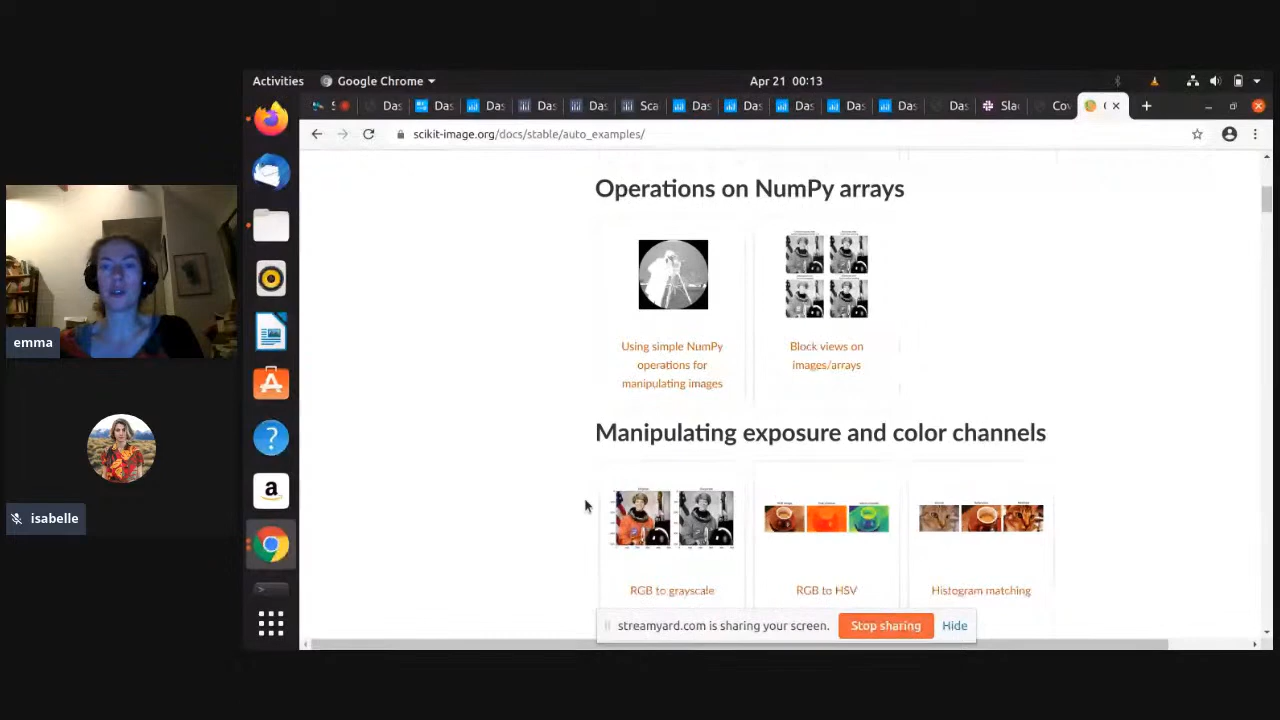 Activities
Google Chrome
Apr 21 00:13
S
Das
Das
Das
Das
Das
Sca
Das
Das
Das
Das
Das
Das
Slac
Cov
scikit-image.org/docs/stable/auto_examples/
Operations on NumPy arrays
Using simple NumPy
operations for
manipulating images
Block views on
images/arrays
Manipulating exposure and color channels
RGB to grayscale
RGB to HSV
Histogram matching
streamyard.com is sharing your screen.
Stop sharing
Hide
emma
isabelle